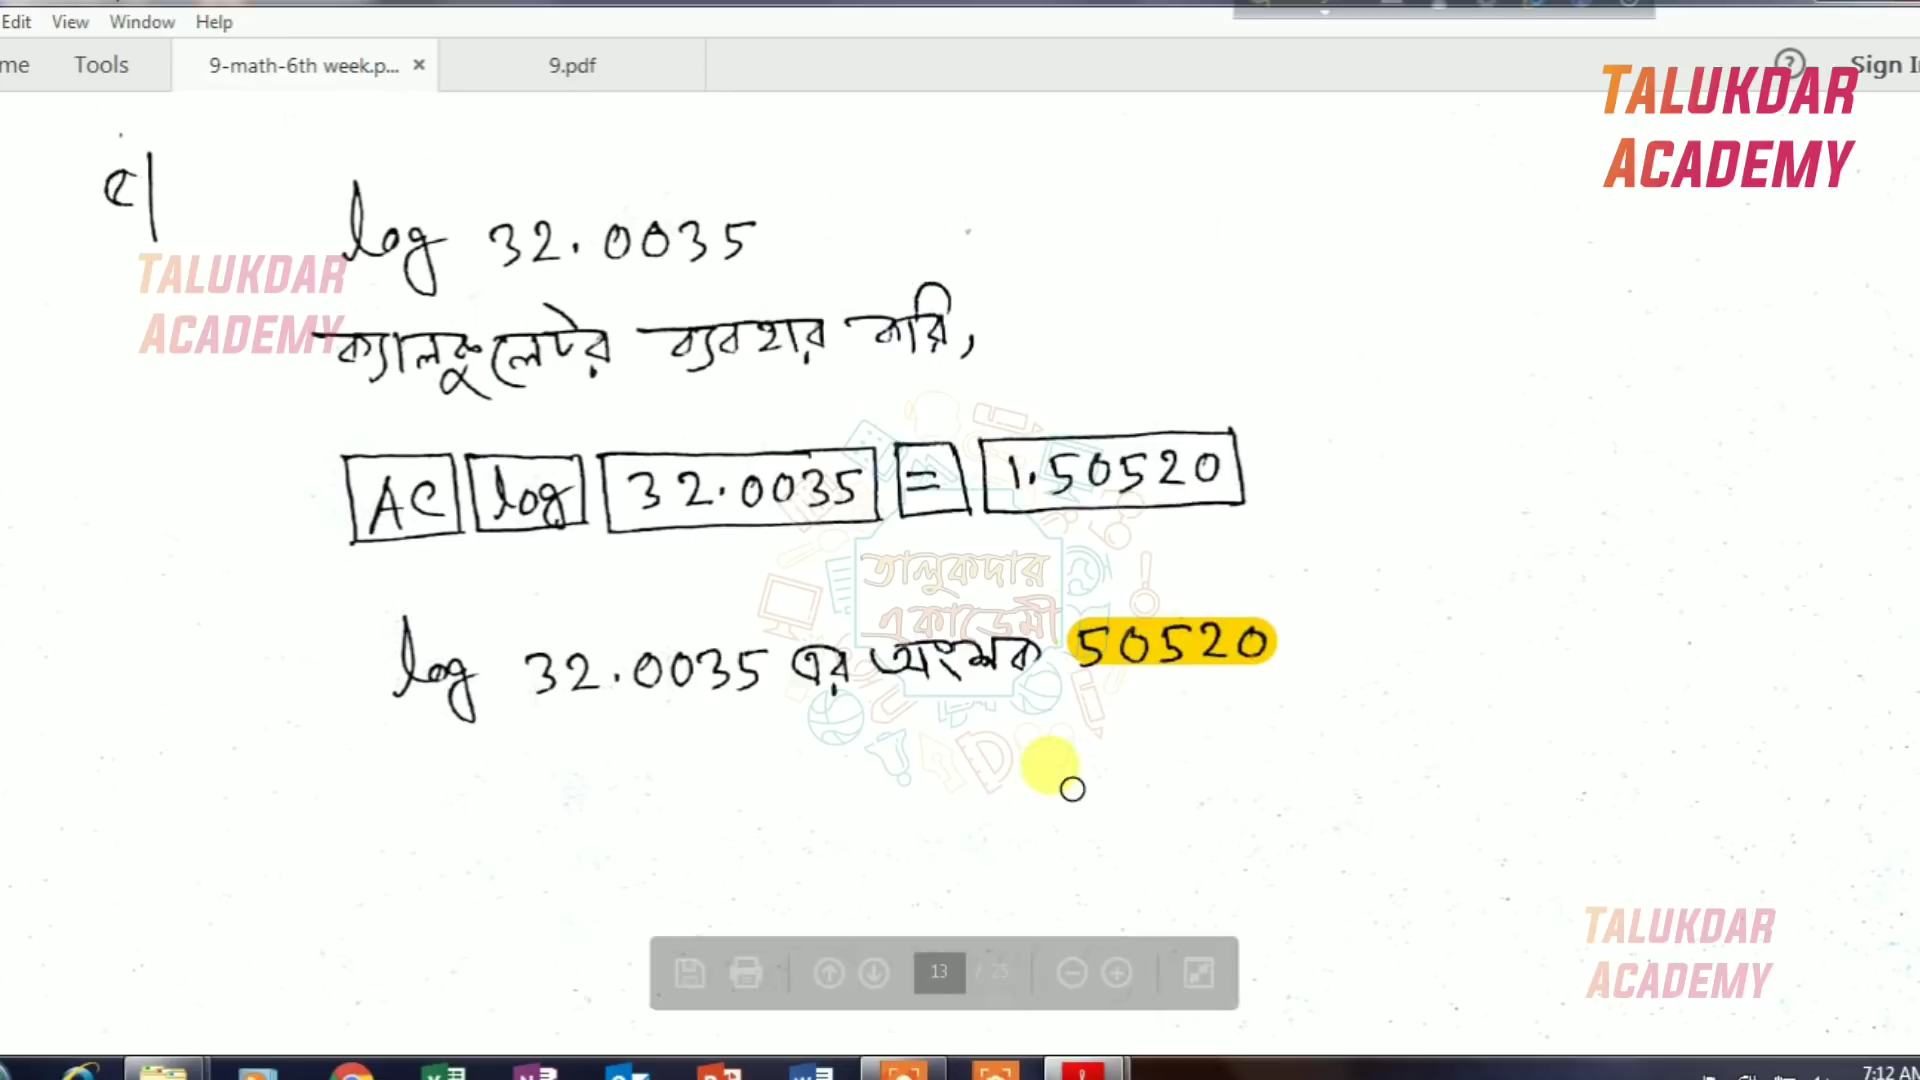 Edit View Window Help
me Tools 9-math-6th week.p... × 9.pdf ? Sign I
TALUKDAR
ACADEMY
c|
log 32.0035
TALUKDAR
ACADEMY
ক্যালকুলেটর ব্যবহার করি,
AC log 32.0035 = 1.50520
তালুকদার
একাডেমী
log 32.0035 এর অংশক 50520
13 / 25
TALUKDAR
ACADEMY
7:12 AM